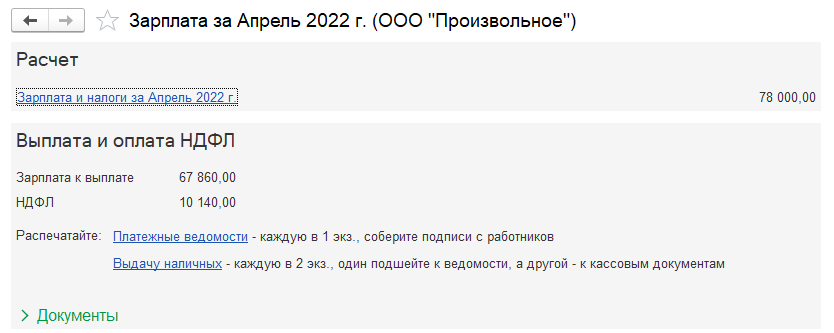 Зарплата за Апрель 2022 г. (ООО "Произвольное")
Расчет
Зарплата и налоги за Апрель 2022 г. 78 000,00
Выплата и оплата НДФЛ
Зарплата к выплате 67 860,00
НДФЛ 10 140,00
Распечатайте: Платежные ведомости - каждую в 1 экз., соберите подписи с работников
Выдачу наличных - каждую в 2 экз., один подшейте к ведомости, а другой - к кассовым документам
Документы